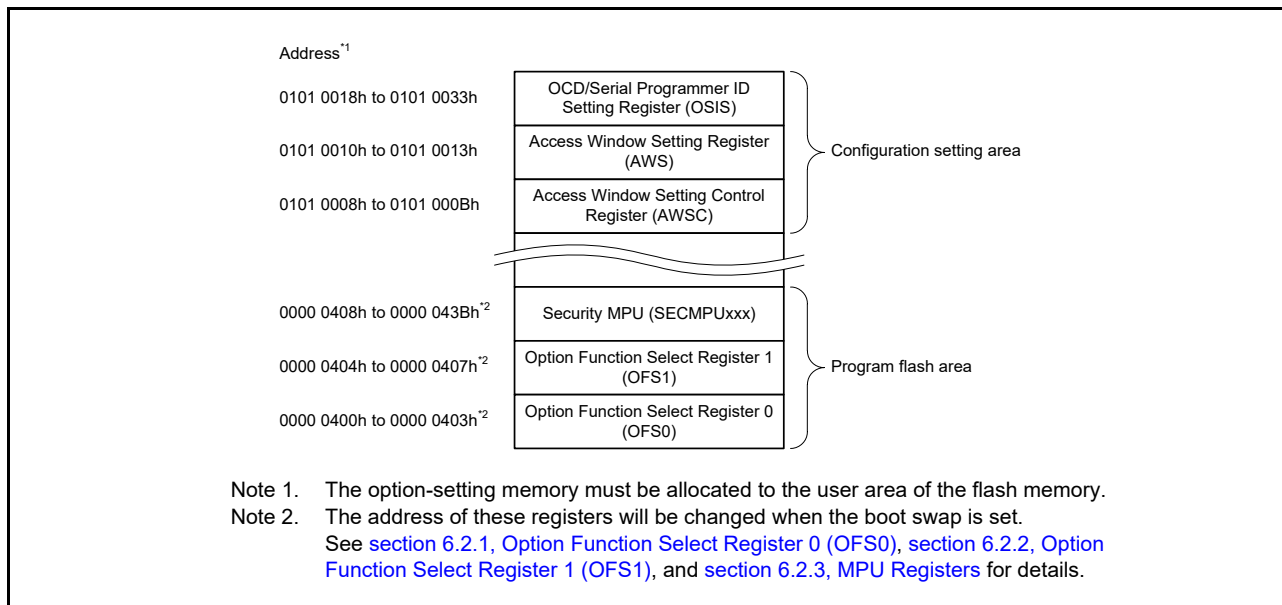 Address*1
0101 0018h to 0101 0033h
OCD/Serial Programmer ID
Setting Register (OSIS)
0101 0010h to 0101 0013h
Access Window Setting Register
(AWS)
Configuration setting area
0101 0008h to 0101 000Bh
Access Window Setting Control
Register (AWSC)
0000 0408h to 0000 043Bh*2
Security MPU (SECMPUxxx)
0000 0404h to 0000 0407h*2
Option Function Select Register 1
(OFS1)
Program flash area
0000 0400h to 0000 0403h*2
Option Function Select Register 0
(OFS0)
Note 1. The option-setting memory must be allocated to the user area of the flash memory.
Note 2. The address of these registers will be changed when the boot swap is set.
See section 6.2.1, Option Function Select Register 0 (OFS0), section 6.2.2, Option
Function Select Register 1 (OFS1), and section 6.2.3, MPU Registers for details.